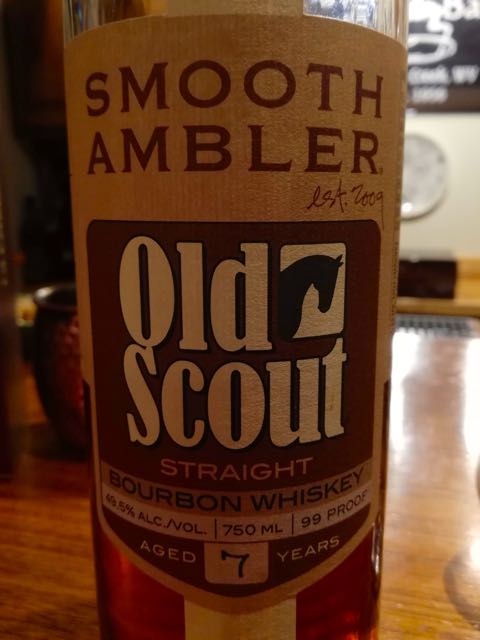 SMOOTH
AMBLER
est. 2009
Old
Scout
STRAIGHT
BOURBON WHISKEY
49.5% ALC./VOL. | 750 ML | 99 PROOF
AGED 7 YEARS